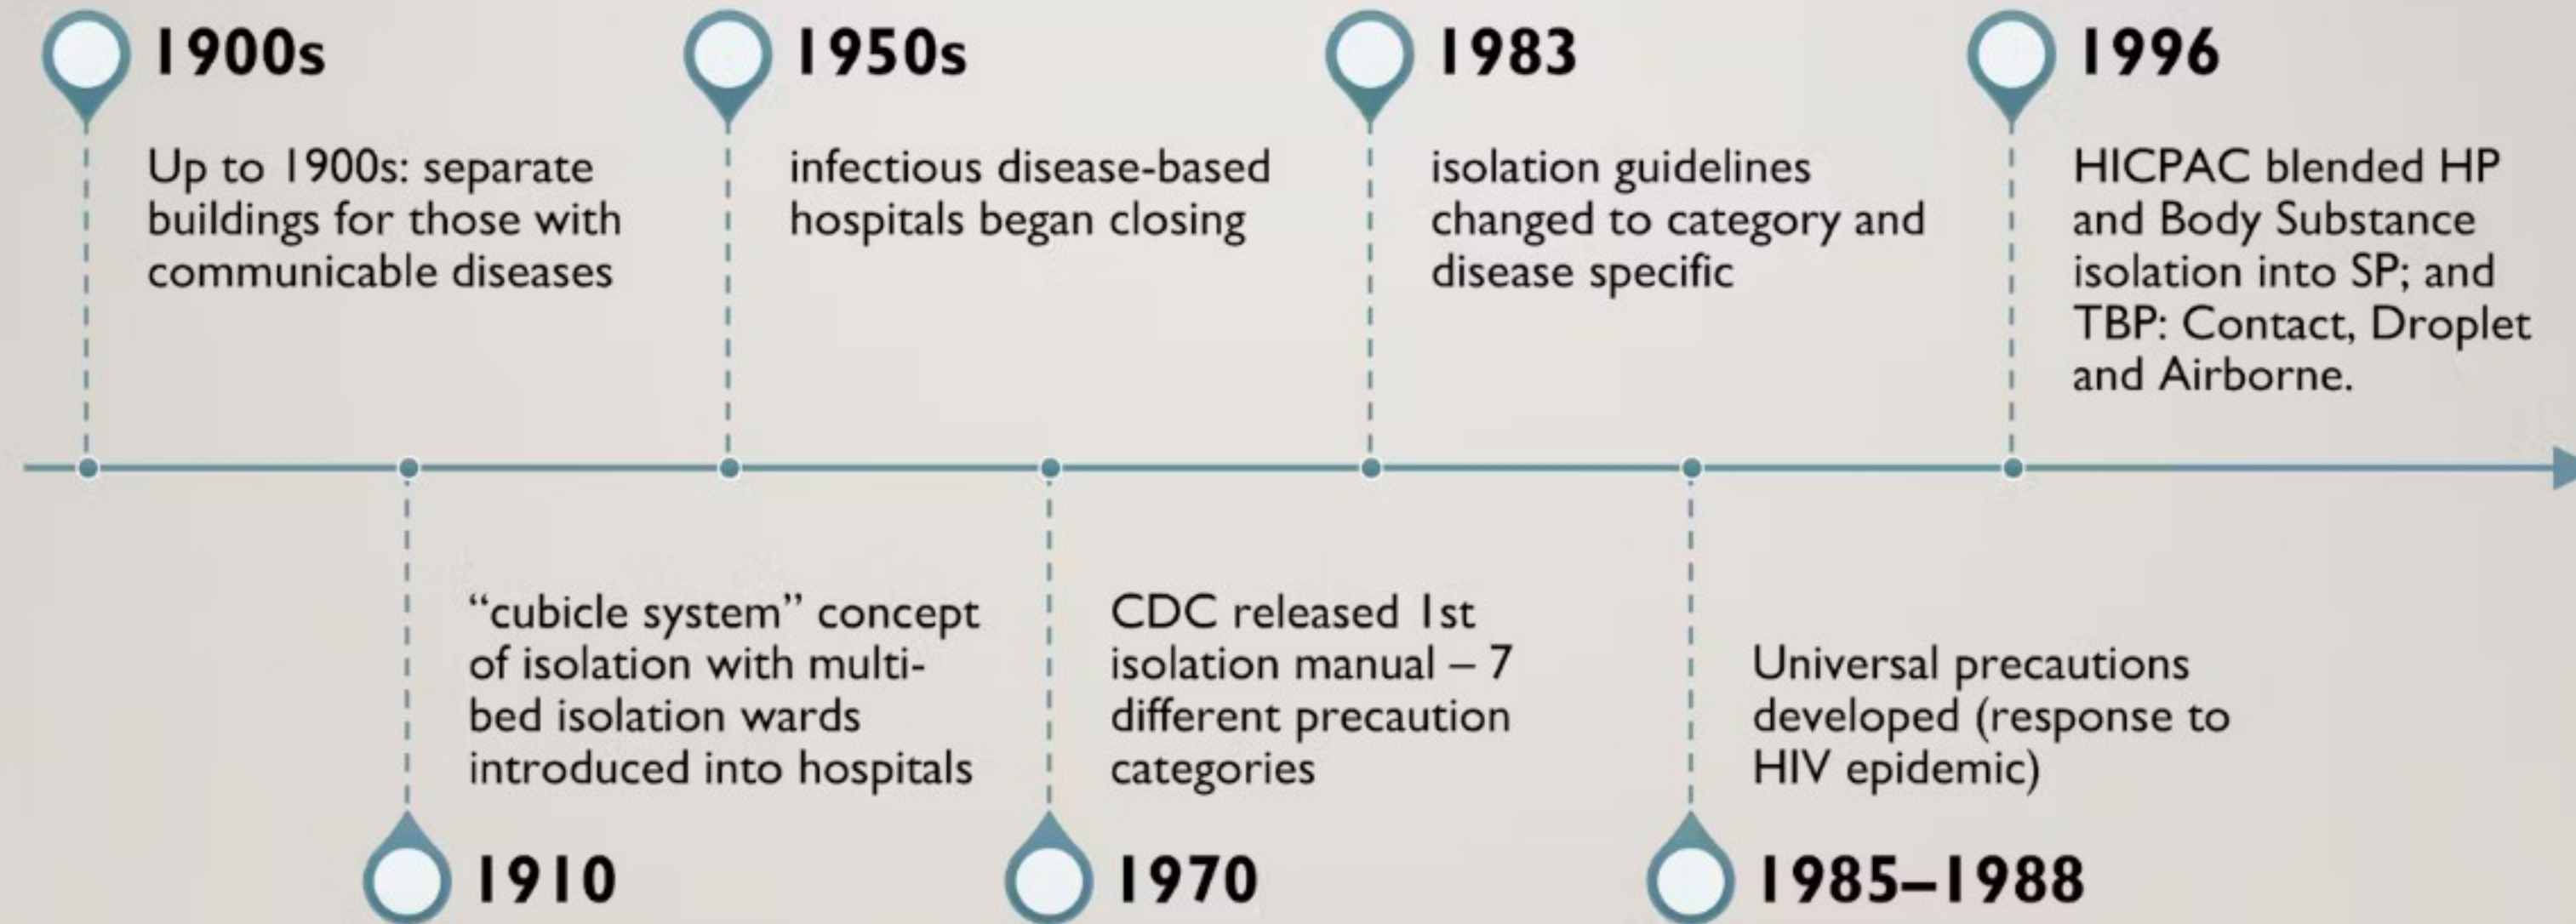 1900s
Up to 1900s: separate
buildings for those with
communicable diseases
1950s
infectious disease-based
hospitals began closing
1983
isolation guidelines
changed to category and
disease specific
1996
HICPAC blended HP
and Body Substance
isolation into SP; and
TBP: Contact, Droplet
and Airborne.
“cubicle system” concept
of isolation with multi-
bed isolation wards
introduced into hospitals
1910
CDC released 1st
isolation manual – 7
different precaution
categories
1970
Universal precautions
developed (response to
HIV epidemic)
1985–1988